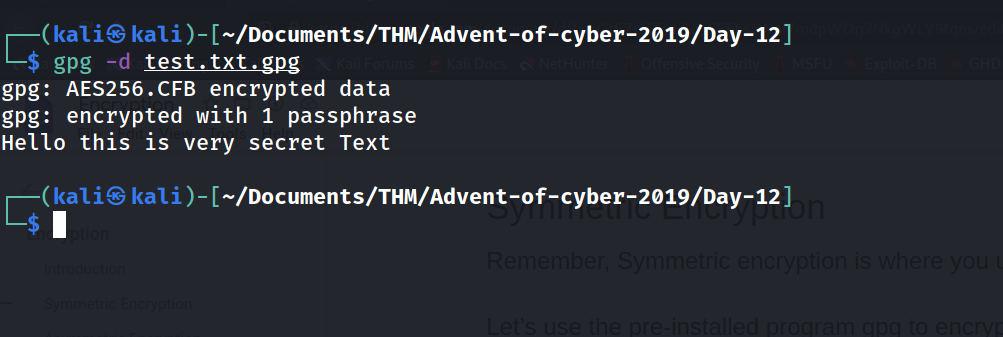 ┌──(kali㉿kali)-[~/Documents/THM/Advent-of-cyber-2019/Day-12]
└─$ gpg -d test.txt.gpg
Kali Forums Kali Docs NetHunter Offensive Security MSFU Exploit-DB
gpg: AES256.CFB encrypted data
gpg: encrypted with 1 passphrase
Hello this is very secret Text
┌──(kali㉿kali)-[~/Documents/THM/Advent-of-cyber-2019/Day-12]
└─$
Symmetric Encryption
Introduction
Remember, Symmetric encryption is where you u
Symmetric Encryption
Let's use the pre-installed program gpg to encryp